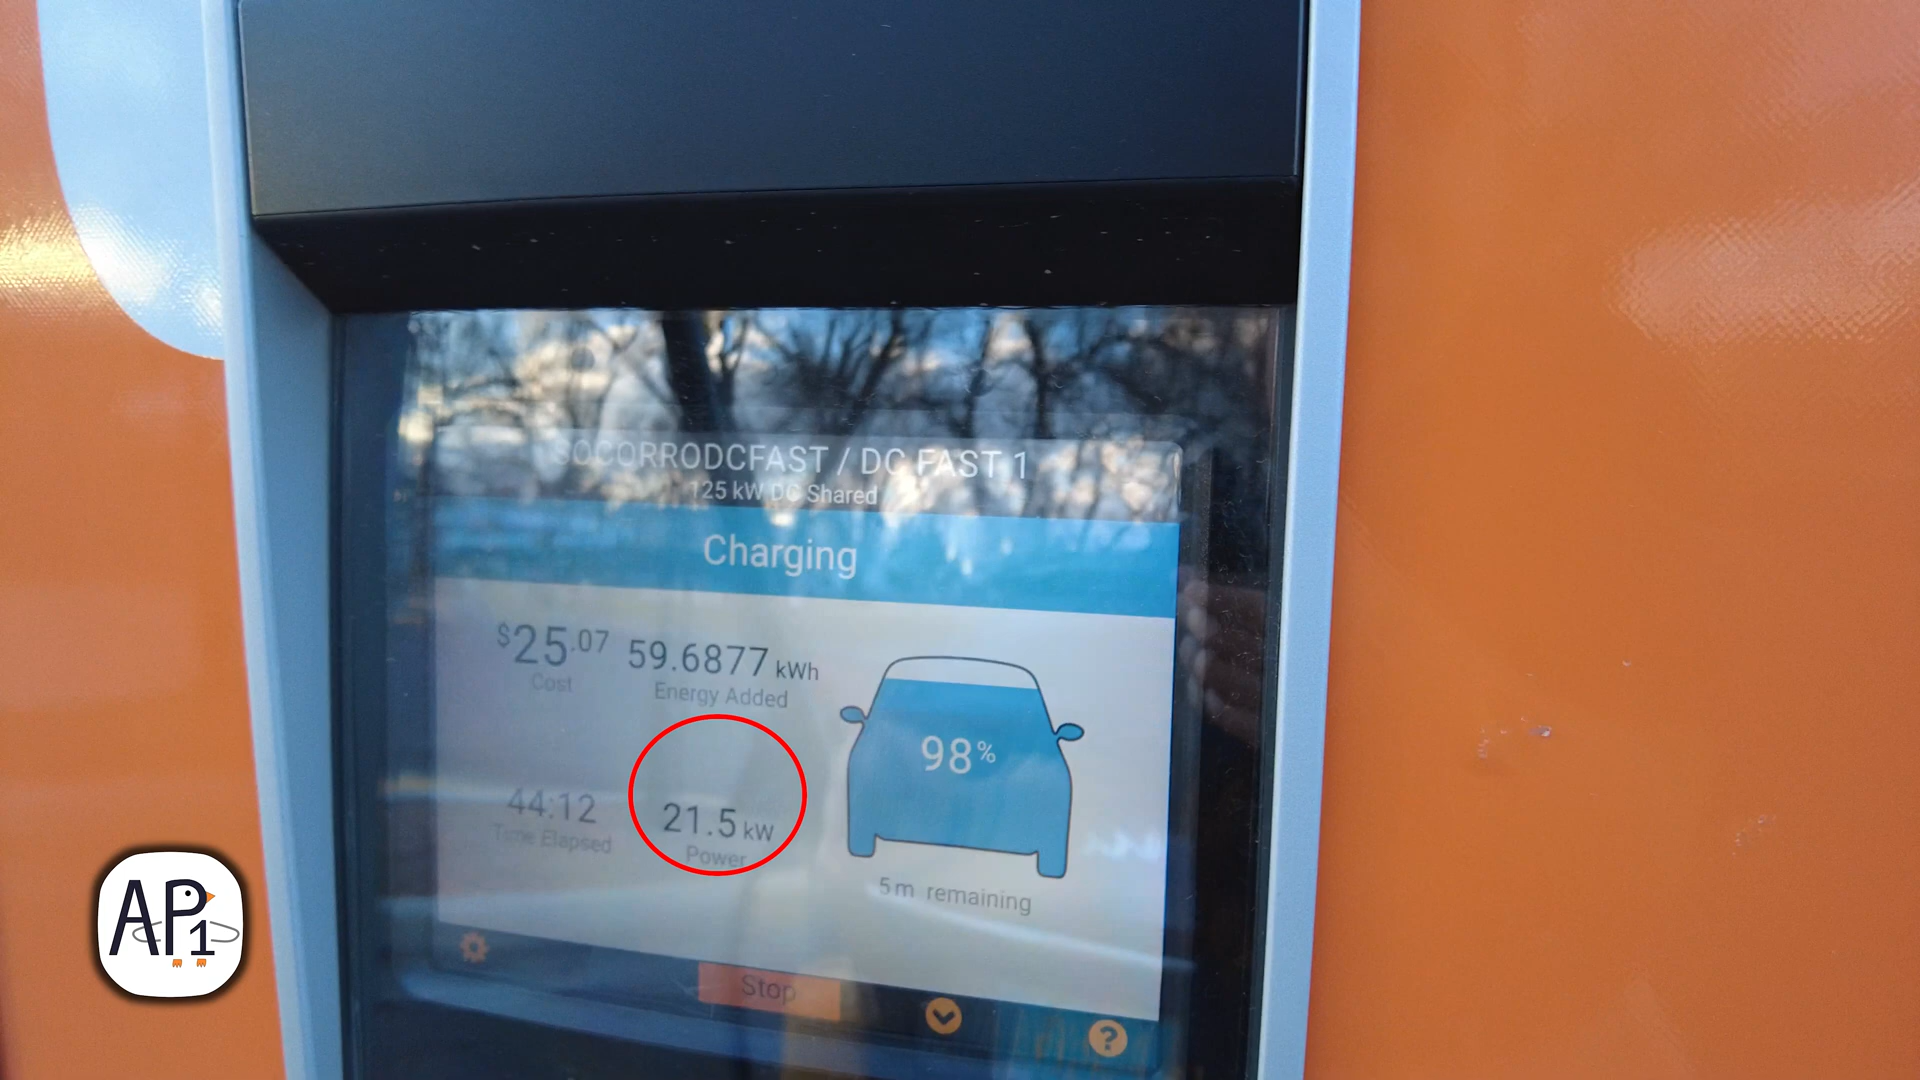 SOCORRODCFAST / DC FAST 1
125 kW DC Shared
Charging
$25.07
Cost
59.6877 kWh
Energy Added
44:12
Time Elapsed
21.5 kW
Power
98%
5m remaining
Stop
?
AP1